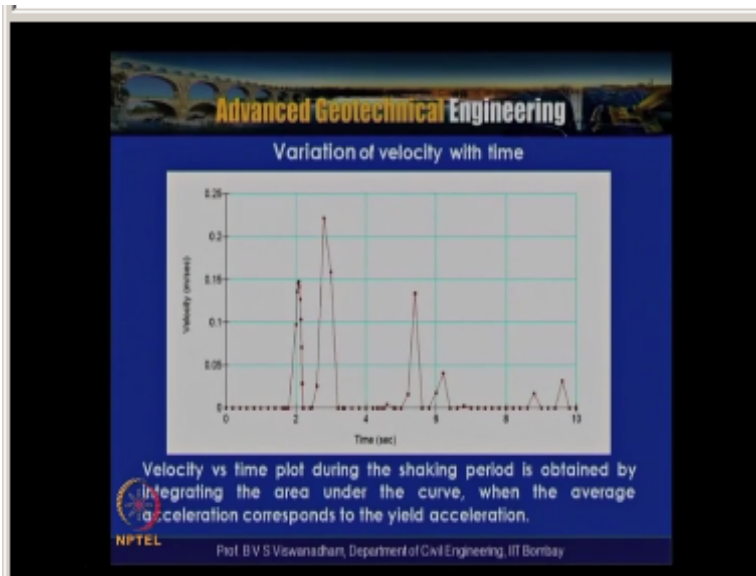 Advanced Geotechnical Engineering
Variation of velocity with time
0.25
0.2
0.15
0.1
0.05
0
Velocity (m/sec)
0 2 4 6 8 10
Time (sec)
Velocity vs time plot during the shaking period is obtained by
integrating the area under the curve, when the average
acceleration corresponds to the yield acceleration.
NPTEL
Prof. B V S Viswanadham, Department of Civil Engineering, IIT Bombay